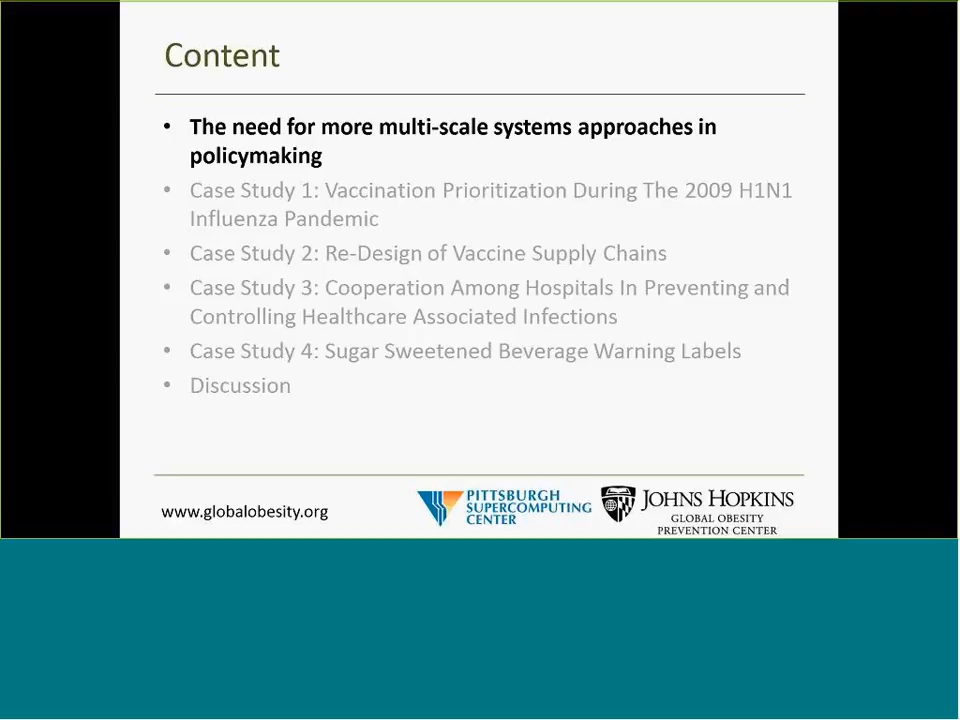 Content
• The need for more multi-scale systems approaches in
policymaking
• Case Study 1: Vaccination Prioritization During The 2009 H1N1
Influenza Pandemic
• Case Study 2: Re-Design of Vaccine Supply Chains
• Case Study 3: Cooperation Among Hospitals In Preventing and
Controlling Healthcare Associated Infections
• Case Study 4: Sugar Sweetened Beverage Warning Labels
• Discussion
www.globalobesity.org
PITTSBURGH
SUPERCOMPUTING
CENTER
JOHNS HOPKINS
GLOBAL OBESITY
PREVENTION CENTER